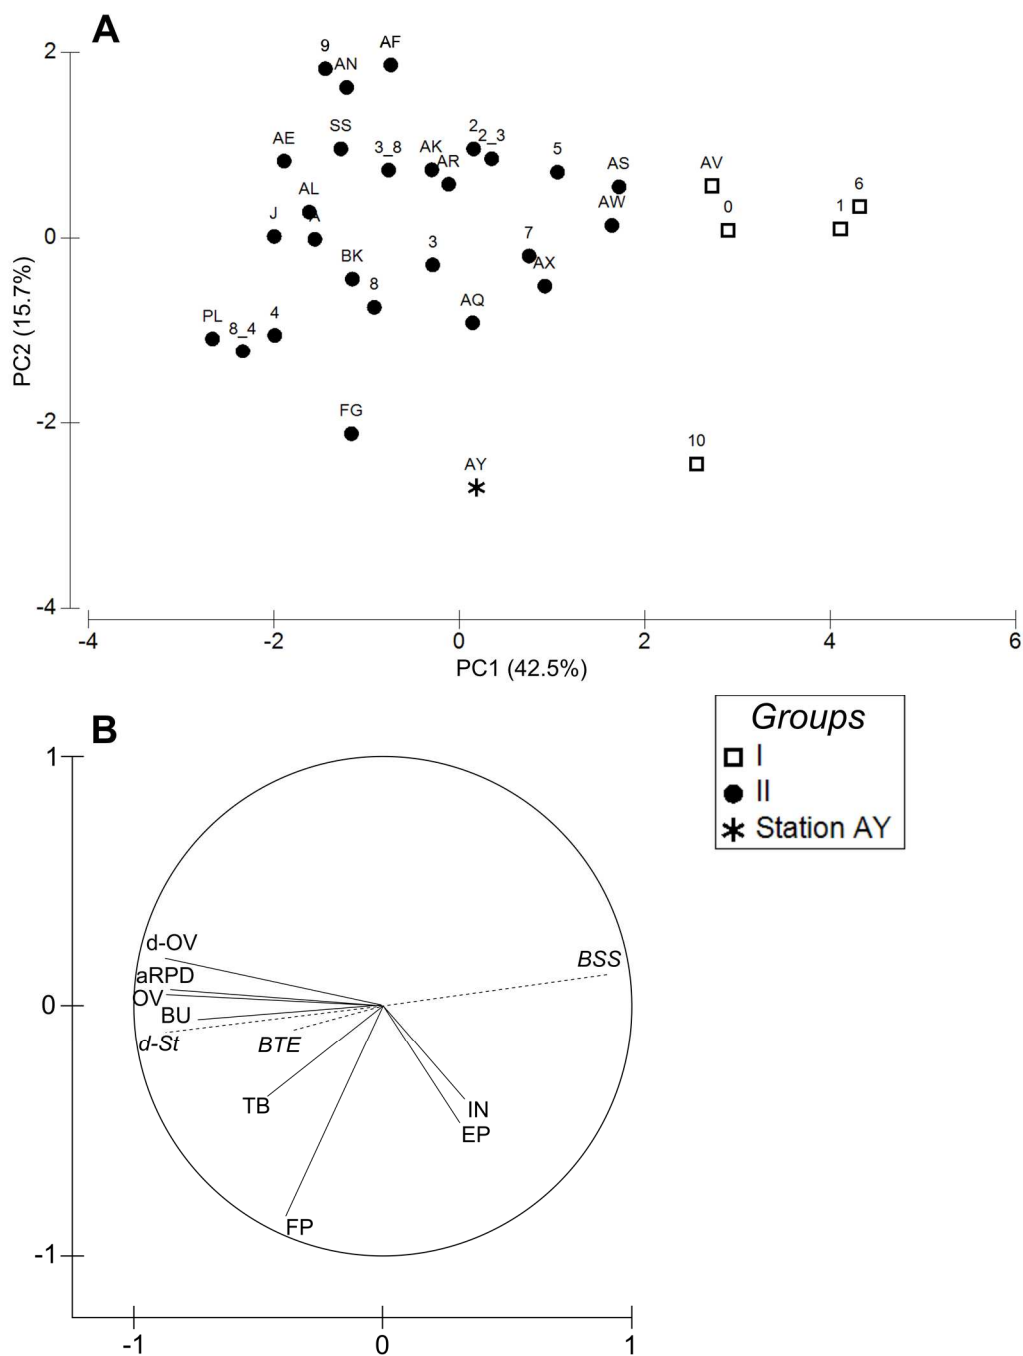 A
2
9
AF
AN
SS
2
2_3
AE
3_8
AK
AR
5
AS
AV
6
AL
J
A
AW
0
1
0
BK
3
7
AX
8
AQ
PL
8_4
4
-2
FG
10
AY
-4
-4
-2
0
2
4
6
PC2 (15.7%)
PC1 (42.5%)
B
Groups
I
II
Station AY
1
d-OV
BSS
aRPD
OV
0
BU
d-St
BTE
TB
IN
EP
FP
-1
-1
0
1